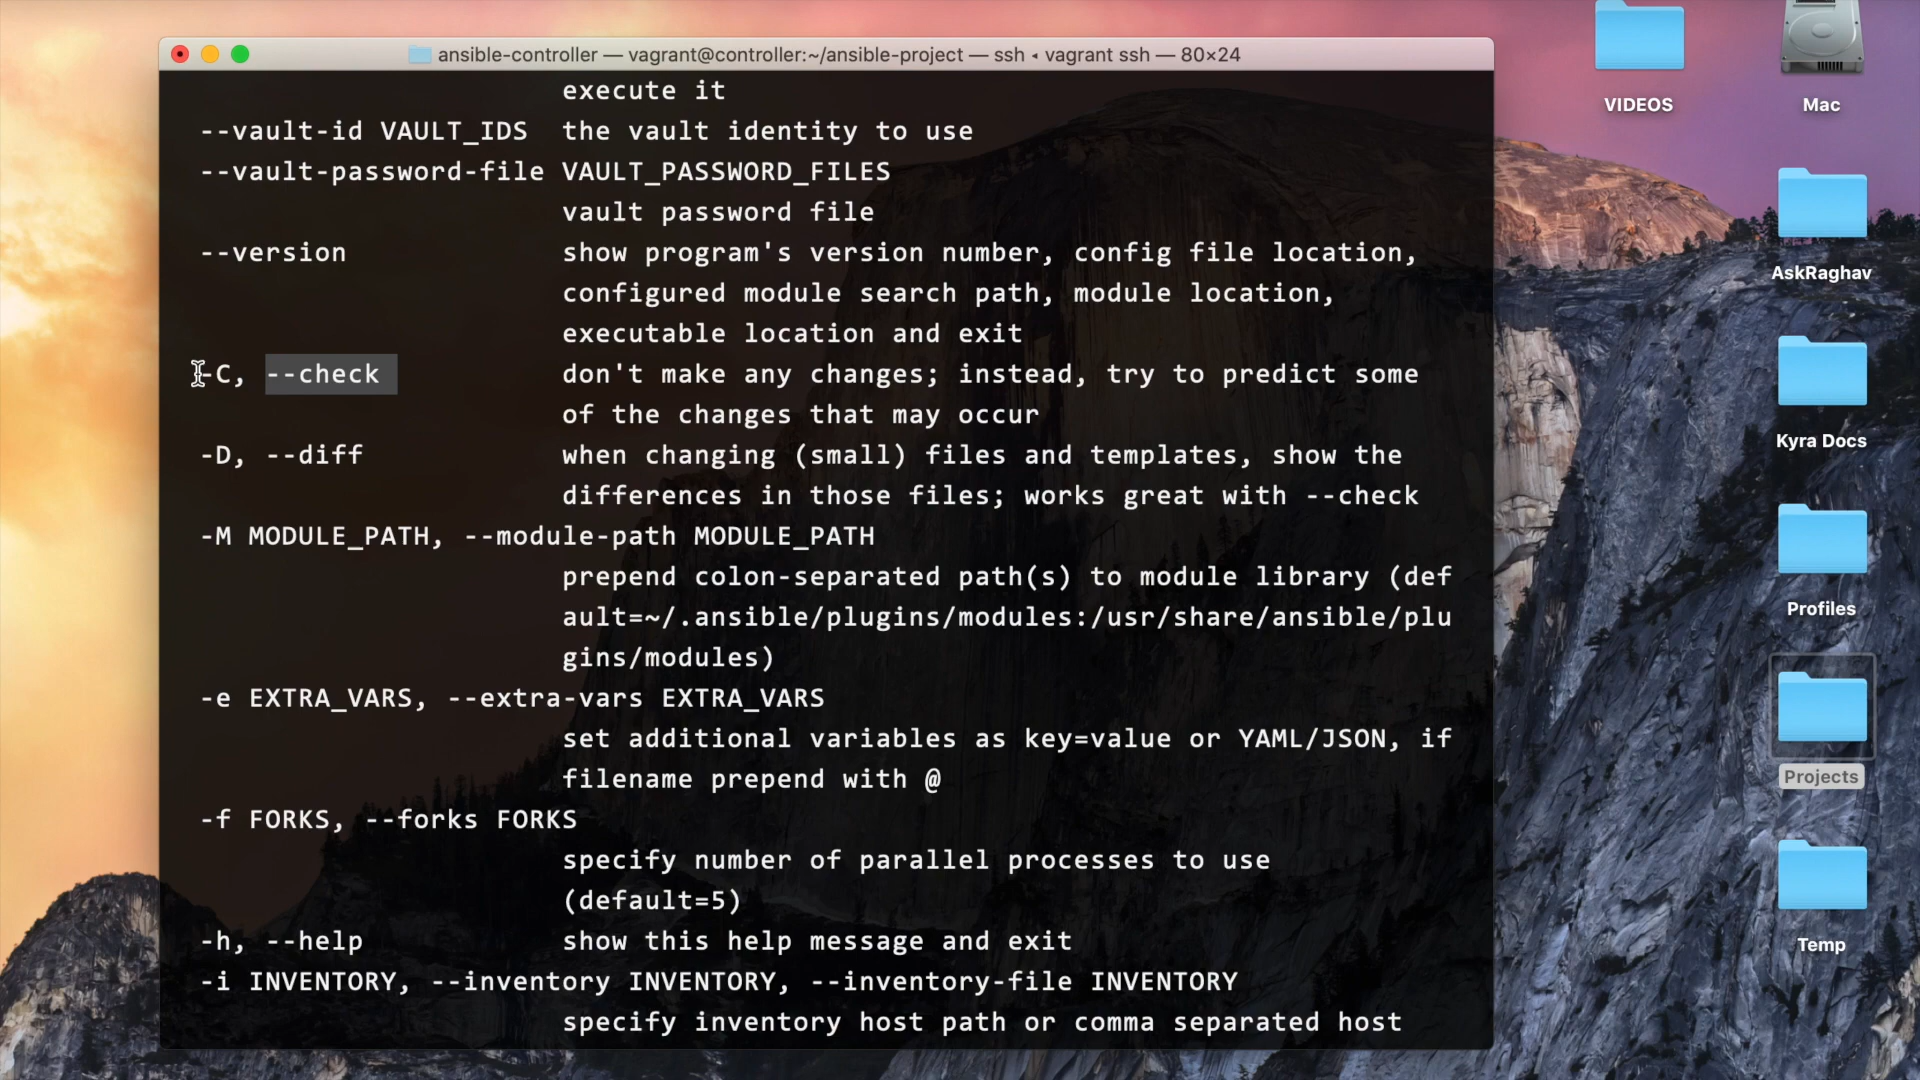 ansible-controller — vagrant@controller:~/ansible-project — ssh ◂ vagrant ssh — 80×24
execute it
--vault-id VAULT_IDS  the vault identity to use
--vault-password-file VAULT_PASSWORD_FILES
vault password file
--version             show program's version number, config file location,
configured module search path, module location,
executable location and exit
-C, --check           don't make any changes; instead, try to predict some
of the changes that may occur
-D, --diff            when changing (small) files and templates, show the
differences in those files; works great with --check
-M MODULE_PATH, --module-path MODULE_PATH
prepend colon-separated path(s) to module library (def
ault=~/.ansible/plugins/modules:/usr/share/ansible/plu
gins/modules)
-e EXTRA_VARS, --extra-vars EXTRA_VARS
set additional variables as key=value or YAML/JSON, if
filename prepend with @
-f FORKS, --forks FORKS
specify number of parallel processes to use
(default=5)
-h, --help            show this help message and exit
-i INVENTORY, --inventory INVENTORY, --inventory-file INVENTORY
specify inventory host path or comma separated host
VIDEOS
Mac
AskRaghav
Kyra Docs
Profiles
Projects
Temp